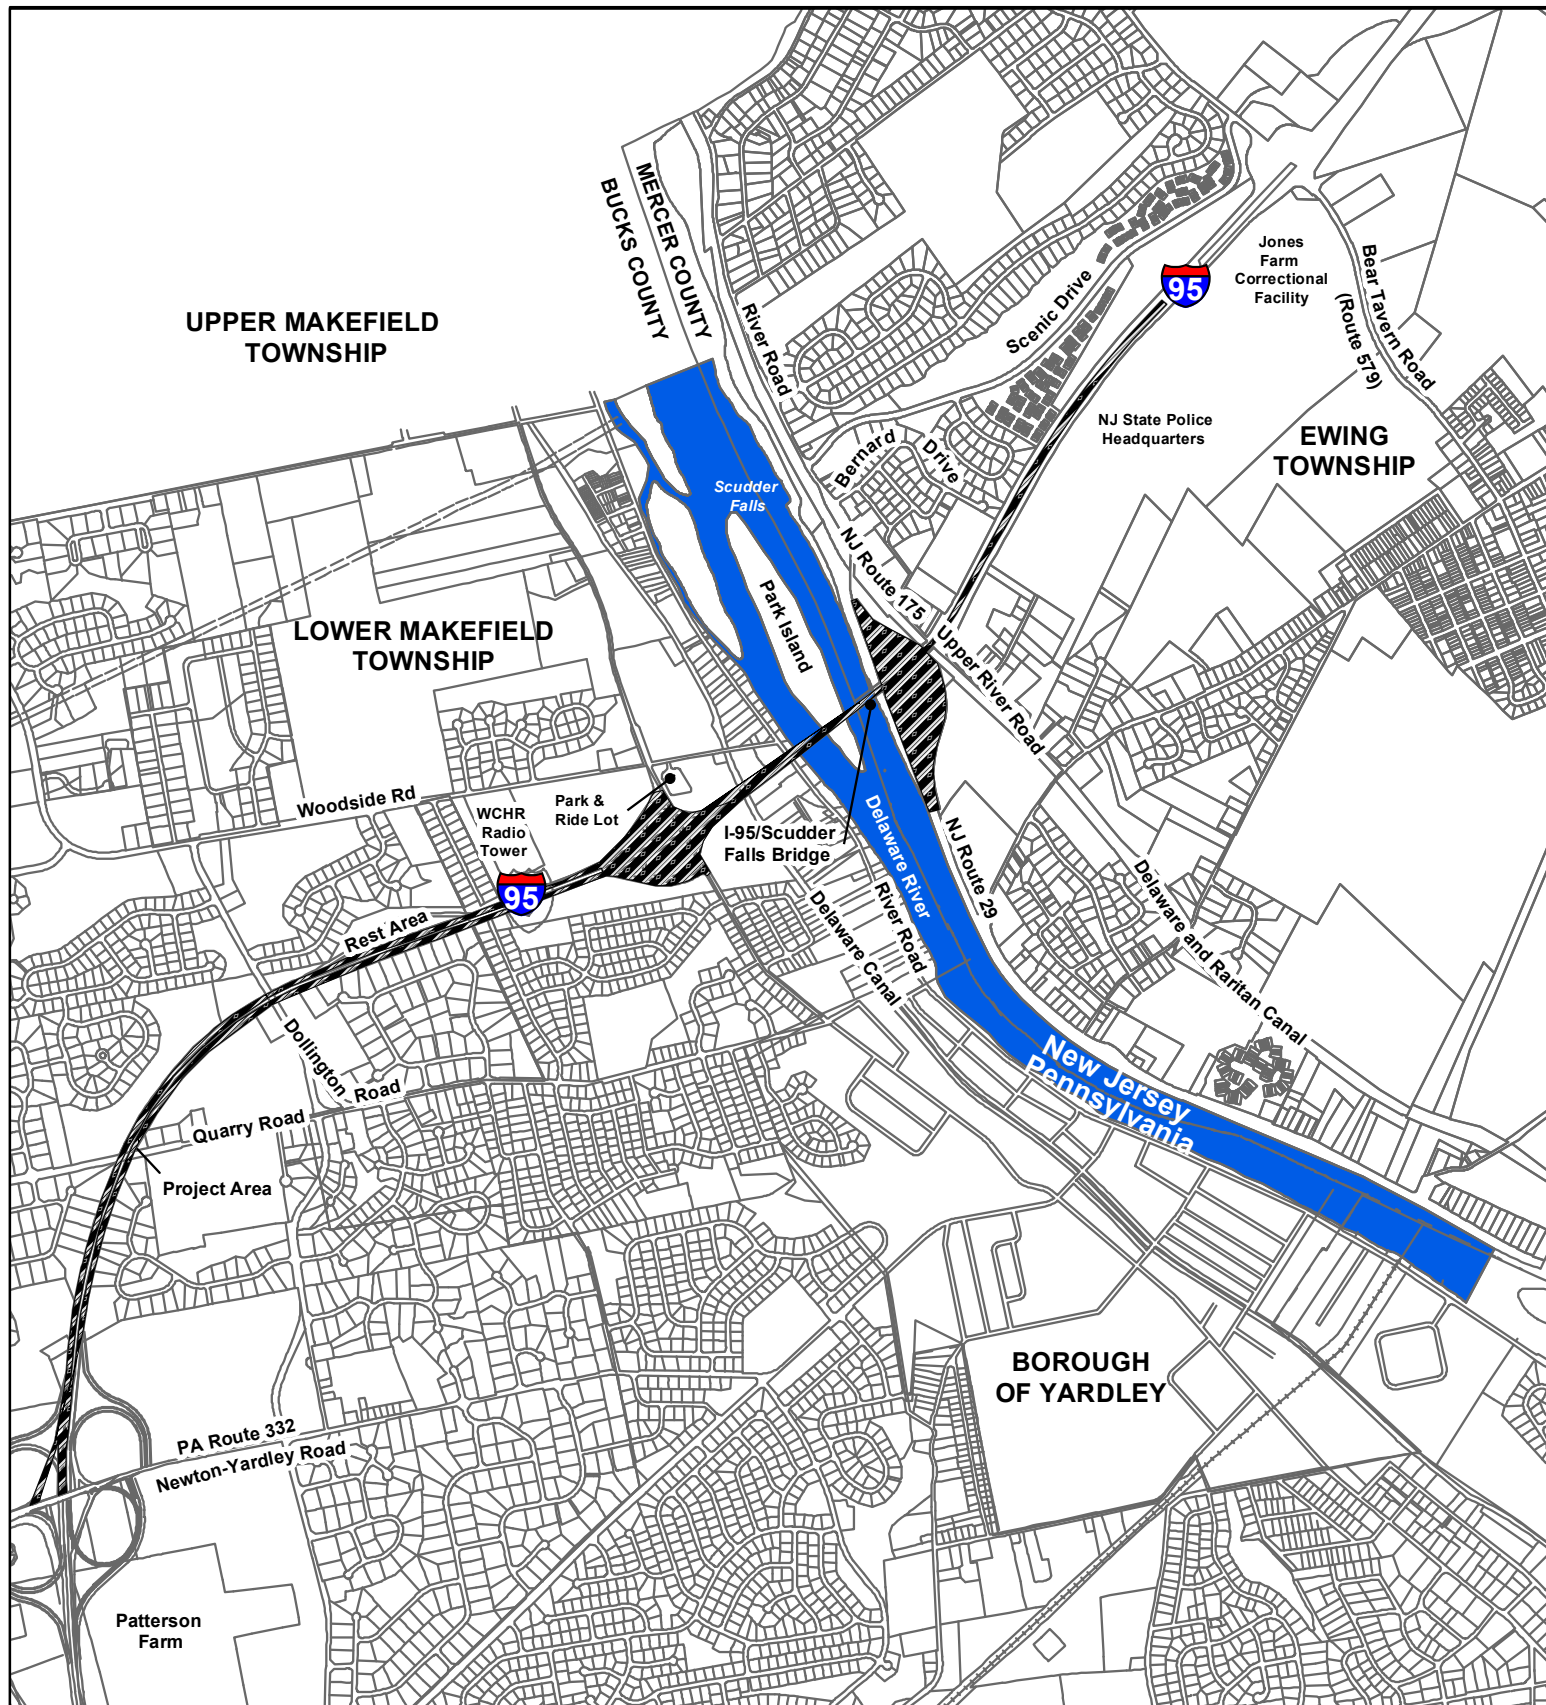 MERCER COUNTY
BUCKS COUNTY
UPPER MAKEFIELD
TOWNSHIP
River Road
Scenic Drive
95
Jones
Farm
Correctional
Facility
Bear Tavern Road
(Route 579)
NJ State Police
Headquarters
EWING
TOWNSHIP
Bernard
Drive
Scudder
Falls
NJ Route 175
Park Island
LOWER MAKEFIELD
TOWNSHIP
Upper River Road
Woodside Rd
Park &
Ride Lot
WCHR
Radio
Tower
I-95/Scudder
Falls Bridge
95
Rest Area
Delaware River
River Road
Delaware Canal
NJ Route 29
Delaware and Raritan Canal
Dollington
Road
Quarry Road
Project Area
New Jersey
Pennsylvania
BOROUGH
OF YARDLEY
PA Route 332
Newton-Yardley Road
Patterson
Farm